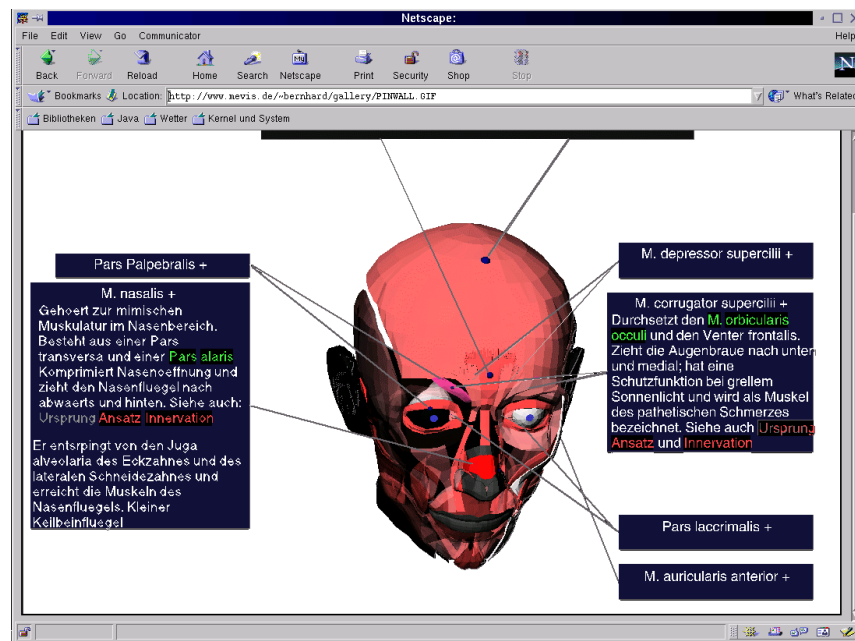 Netscape:
File Edit View Go Communicator Help
Back Forward Reload Home Search Netscape Print Security Shop Stop
My
N
Bookmarks Location: http://www.mevis.de/~bernhard/gallery/PINWALL.GIF What's Related
Bibliotheken Java Wetter Kernel und System
Pars Palpebralis +
M. nasalis +
Gehoert zur mimischen
Muskulatur im Nasenbereich.
Besteht aus einer Pars
transversa und einer Pars alaris
Komprimiert Nasenoeffnung und
zieht den Nasenfluegel nach
abwaerts und hinten. Siehe auch:
Ursprung Ansatz Innervation
Er entsrpingt von den Juga
alveolaria des Eckzahnes und des
lateralen Schneidezahnes und
erreicht die Muskeln des
Nasenfluegels. Kleiner
Keilbeinfluegel
M. depressor supercilii +
M. corrugator supercilii +
Durchsetzt den M. orbicularis
occuli und den Venter frontalis.
Zieht die Augenbraue nach unten
und medial; hat eine
Schutzfunktion bei grellem
Sonnenlicht und wird als Muskel
des pathetischen Schmerzes
bezeichnet. Siehe auch Ursprung
Ansatz und Innervation
Pars laccrimalis +
M. auricularis anterior +